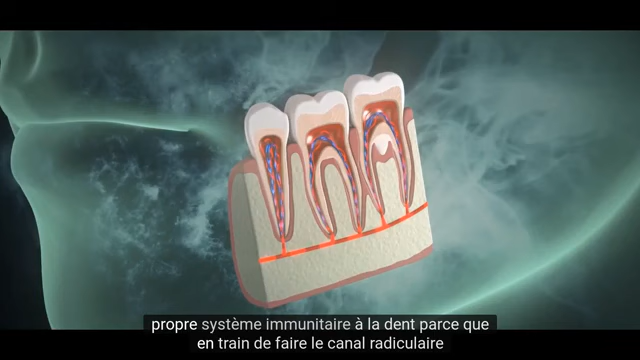 propre système immunitaire à la dent parce que
en train de faire le canal radiculaire